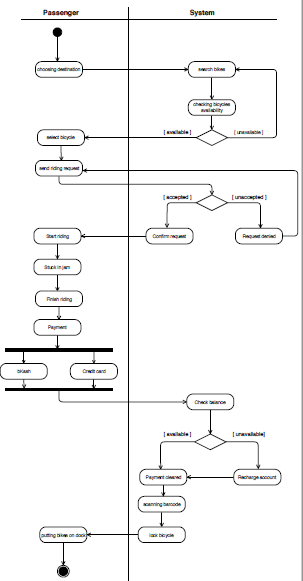 Passenger System
choosing destination
search bikes
checking bicycles
availability
[ available ] [ unavailable ]
select bicycle
send riding request
[ accepted ] [ unaccepted ]
Start riding
Confirm request
Request denied
Stuck in jam
Finish riding
Payment
bKash
Credit card
Check balance
[ available ] [ unavailable]
Payment cleared
Recharge account
scanning barcode
putting bikes on dock
lock bicycle